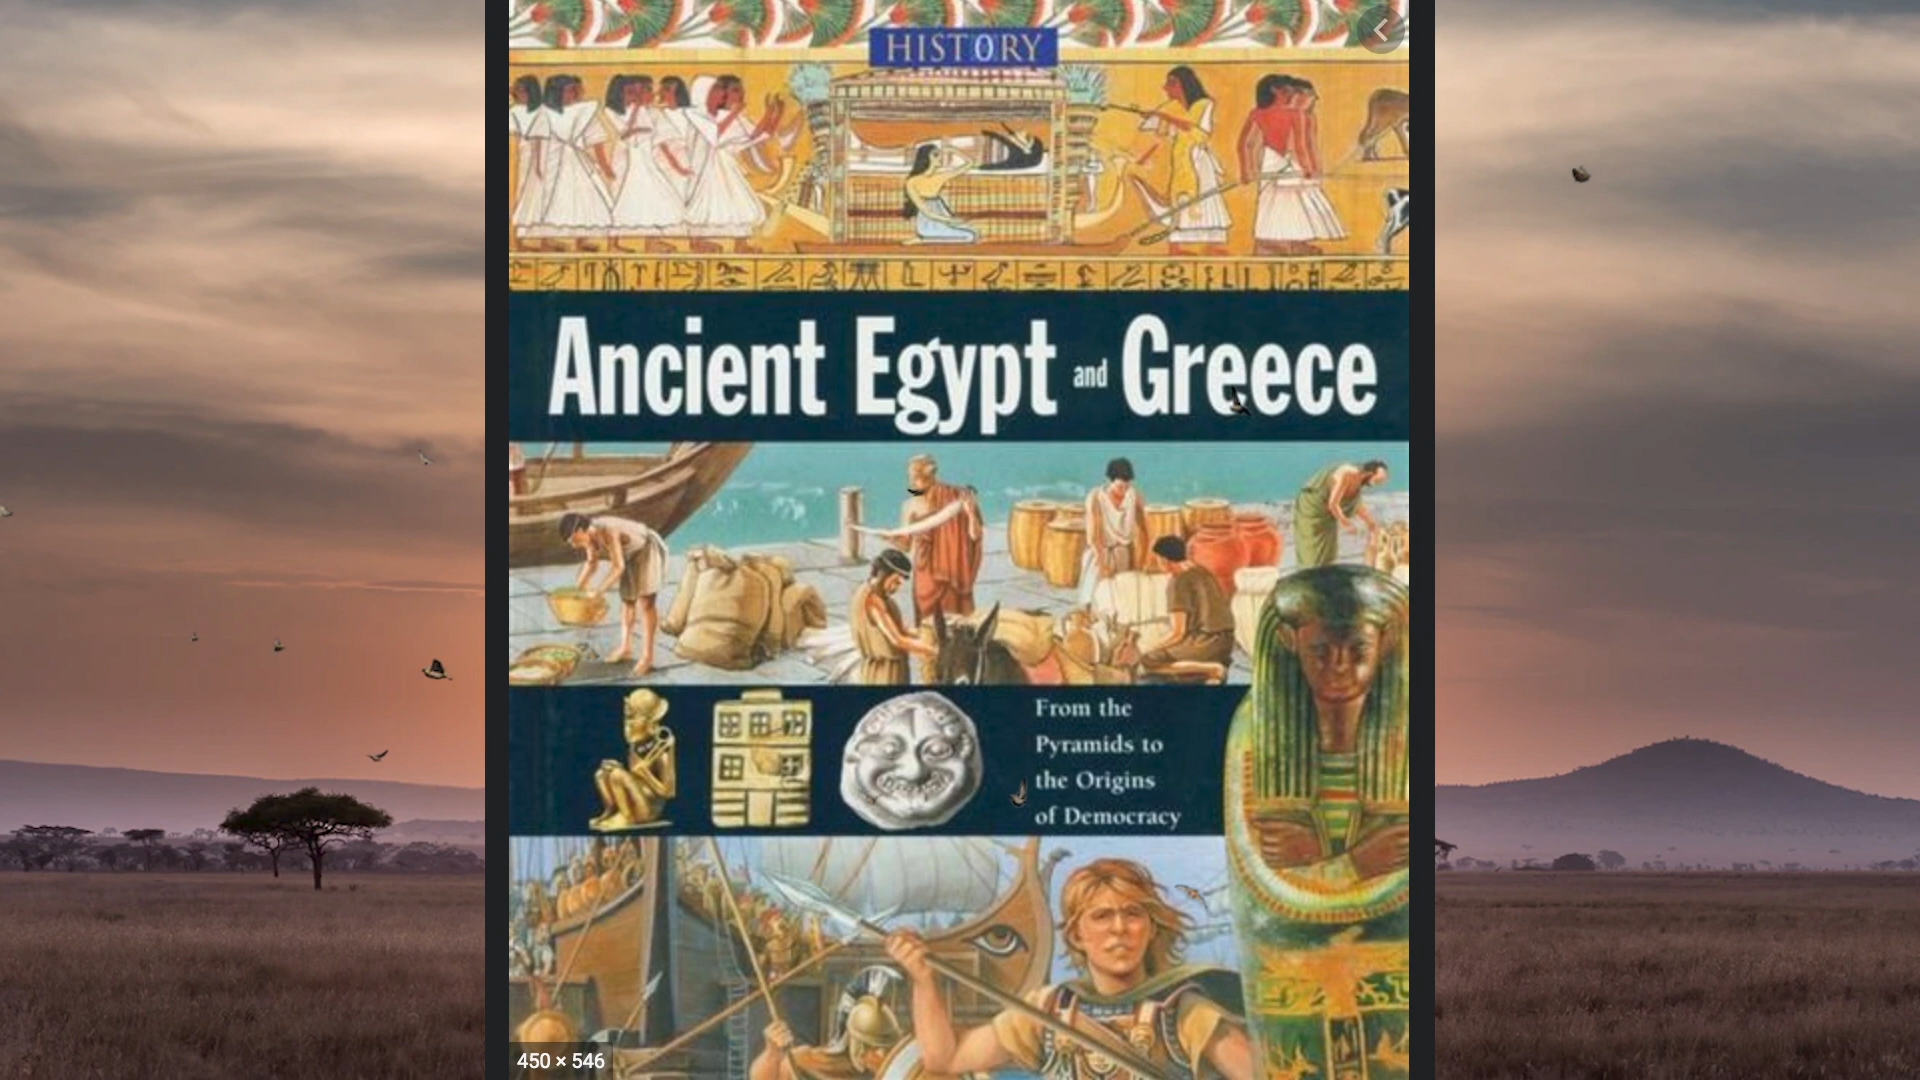 HISTORY
Ancient Egypt and Greece
From the
Pyramids to
the Origins
of Democracy
450 × 546